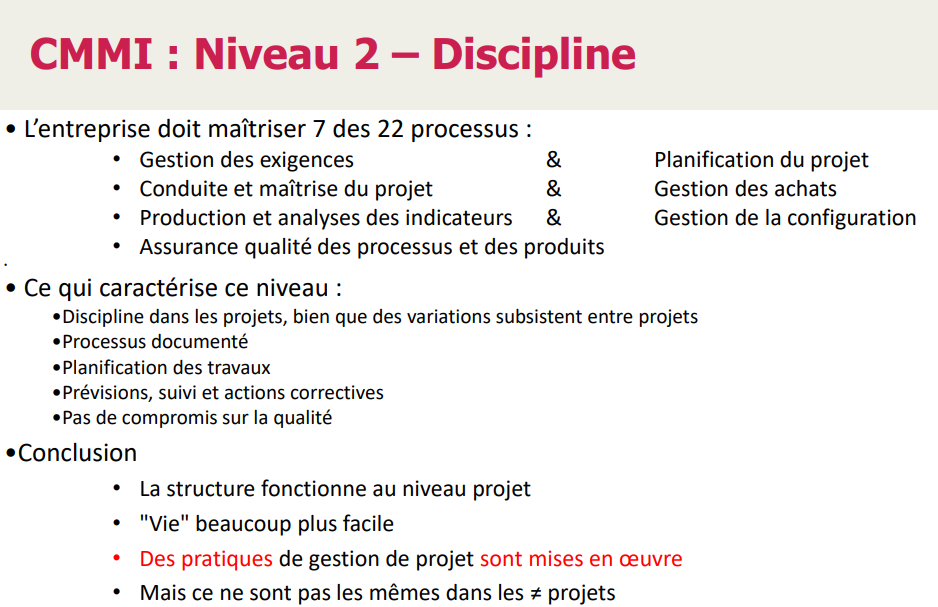 CMMI : Niveau 2 – Discipline
• L’entreprise doit maîtriser 7 des 22 processus :
• Gestion des exigences & Planification du projet
• Conduite et maîtrise du projet & Gestion des achats
• Production et analyses des indicateurs & Gestion de la configuration
• Assurance qualité des processus et des produits
.
• Ce qui caractérise ce niveau :
•Discipline dans les projets, bien que des variations subsistent entre projets
•Processus documenté
•Planification des travaux
•Prévisions, suivi et actions correctives
•Pas de compromis sur la qualité
•Conclusion
• La structure fonctionne au niveau projet
• "Vie" beaucoup plus facile
• Des pratiques de gestion de projet sont mises en œuvre
• Mais ce ne sont pas les mêmes dans les ≠ projets